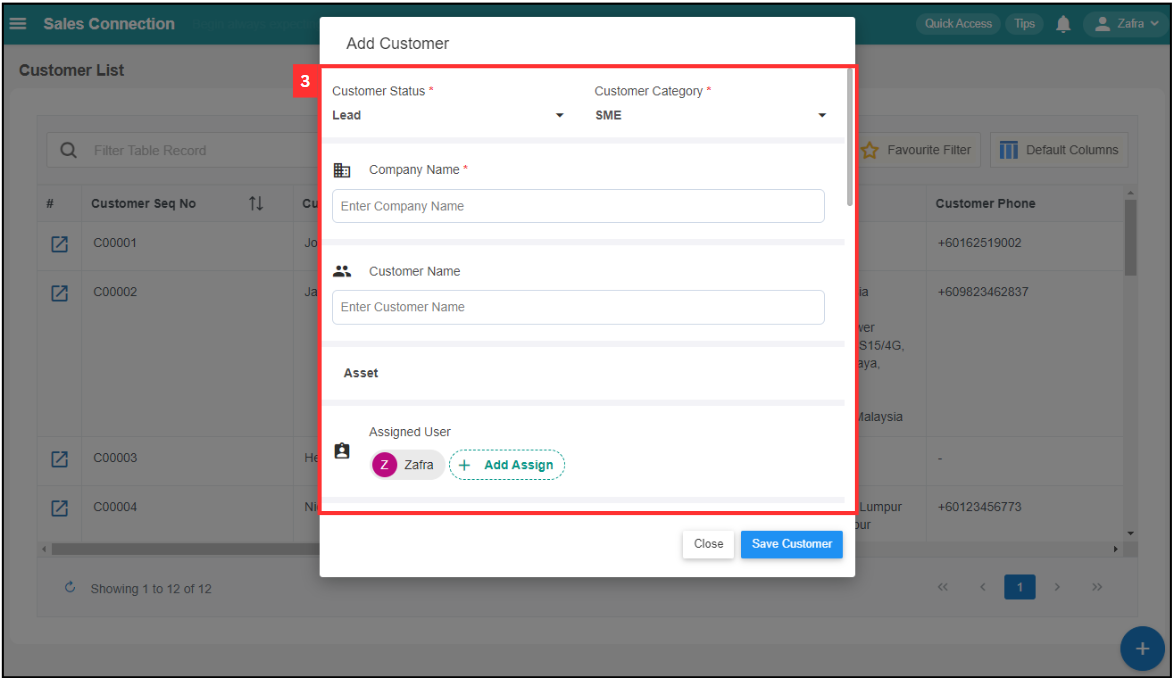 Sales Connection
Quick Access
Tips
Zafra
Customer List
Add Customer
3
Customer Status *
Customer Category *
Lead
SME
Filter Table Record
Favourite Filter
Default Columns
Company Name *
Enter Company Name
# Customer Seq No Cu Customer Phone
C00001 Jo +60162519002
Customer Name
Enter Customer Name
C00002 Ja ia +609823462837
wer
S15/4G,
aya,
Malaysia
Asset
Assigned User
Z Zafra + Add Assign
C00003 He -
C00004 Ni Lumpur +60123456773
pur
Close
Save Customer
Showing 1 to 12 of 12
<< < 1 > >>
+